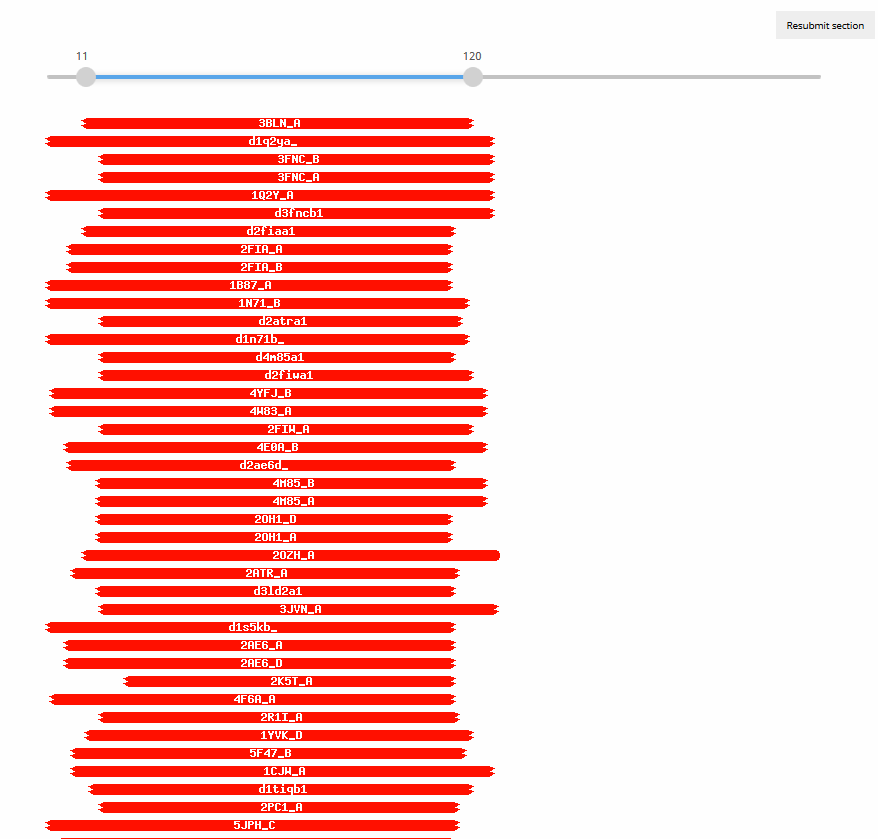 Resubmit section
11 120
3BLN_A
d1q2ya_
3FNC_B
3FNC_A
1Q2Y_A
d3fncb1
d2fiaa1
2FIA_A
2FIA_B
1B87_A
1N71_B
d2atra1
d1n71b_
d4m85a1
d2fiwa1
4YFJ_B
4W83_A
2FIW_A
4E0A_B
d2ae6d_
4M85_B
4M85_A
2OH1_D
2OH1_A
2OZH_A
2ATR_A
d3ld2a1
3JVN_A
d1s5kb_
2AE6_A
2AE6_D
2K5T_A
4F6A_A
2R1I_A
1YVK_D
5F47_B
1CJW_A
d1tiqb1
2PC1_A
5JPH_C